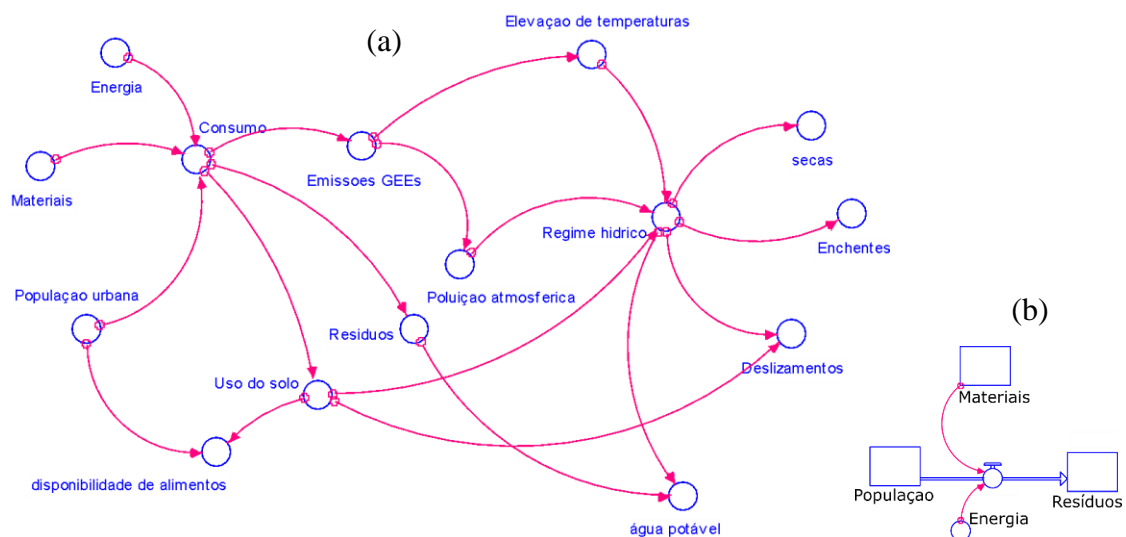 Elevaçao de temperaturas
(a)
Energia
Consumo
secas
Materiais
Emissoes GEEs
Regime hidrico
Enchentes
Populaçao urbana
Poluiçao atmosferica
(b)
Residuos
Deslizamentos
Uso do solo
Materiais
disponibilidade de alimentos
Populaçao
Resíduos
água potável
Energia